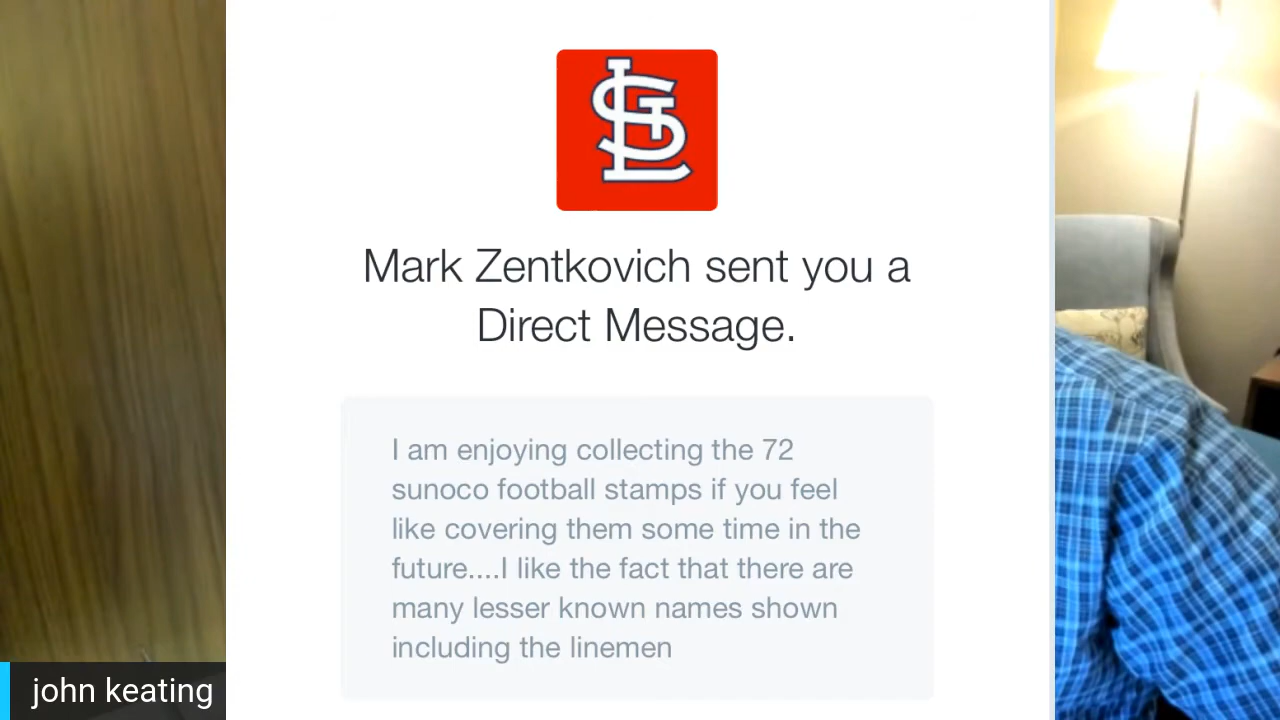 STL
Mark Zentkovich sent you a
Direct Message.
I am enjoying collecting the 72
sunoco football stamps if you feel
like covering them some time in the
future....I like the fact that there are
many lesser known names shown
including the linemen
john keating